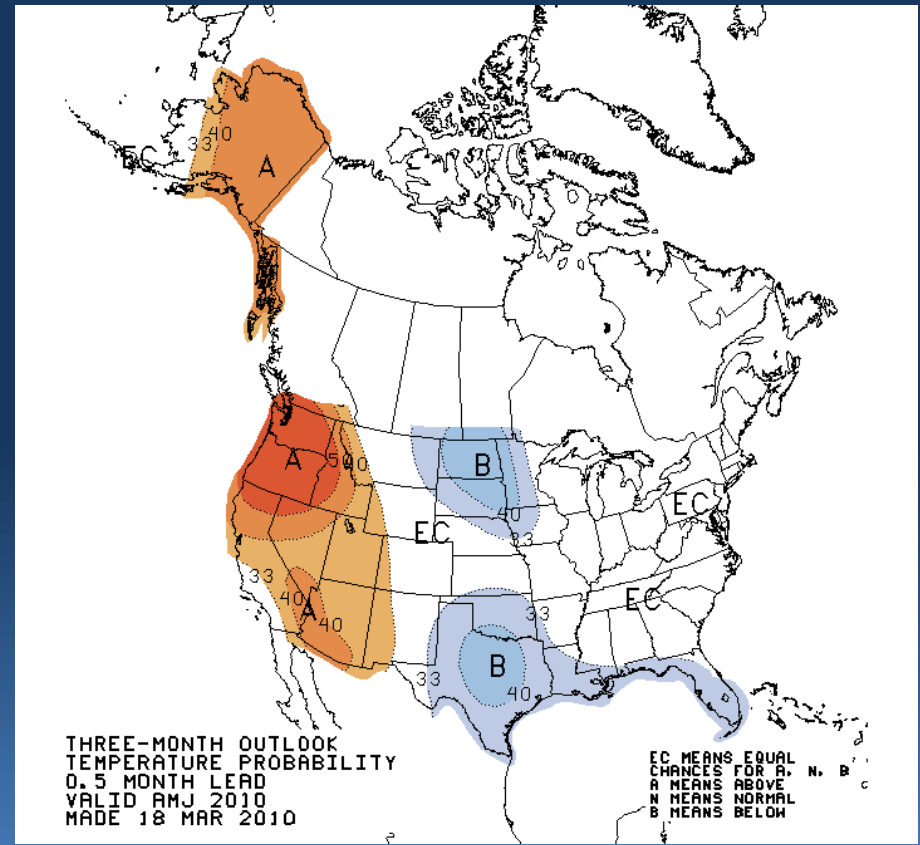 40
33
EC
A
A
50
40
B
40
EC
33
EC
33
40
A
40
EC
33
B
33
40
THREE-MONTH OUTLOOK
TEMPERATURE PROBABILITY
0.5 MONTH LEAD
VALID AMJ 2010
MADE 18 MAR 2010
EC MEANS EQUAL
CHANCES FOR A, N, B
A MEANS ABOVE
N MEANS NORMAL
B MEANS BELOW